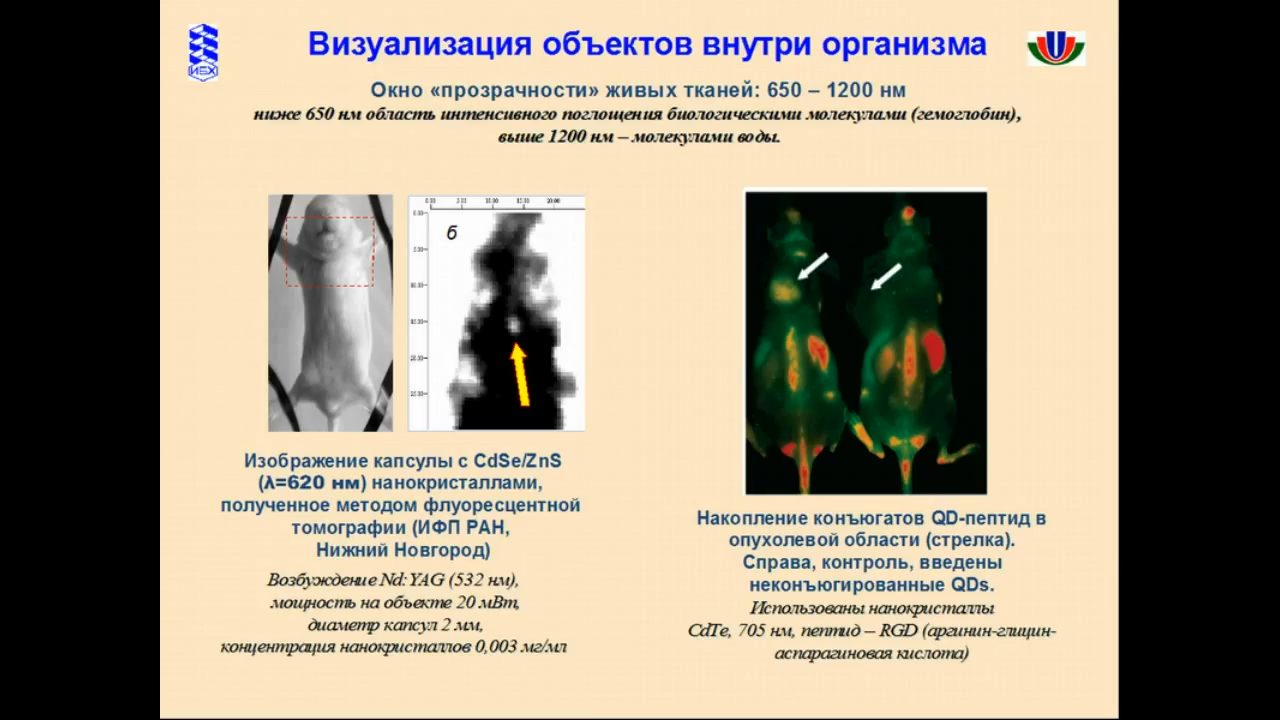 Визуализация объектов внутри организма
ИБХ
Окно «прозрачности» живых тканей: 650 – 1200 нм
ниже 650 нм область интенсивного поглощения биологическими молекулами (гемоглобин),
выше 1200 нм – молекулами воды.
б
Изображение капсулы с CdSe/ZnS
(λ=620 нм) нанокристаллами,
полученное методом флуоресцентной
томографии (ИФП РАН,
Нижний Новгород)
Возбуждение Nd:YAG (532 нм),
мощность на объекте 20 мВт,
диаметр капсул 2 мм,
концентрация нанокристаллов 0,003 мг/мл
Накопление конъюгатов QD-пептид в
опухолевой области (стрелка).
Справа, контроль, введены
неконъюгированные QDs.
Использованы нанокристаллы
CdTe, 705 нм, пептид – RGD (аргинин-глицин-
аспарагиновая кислота)